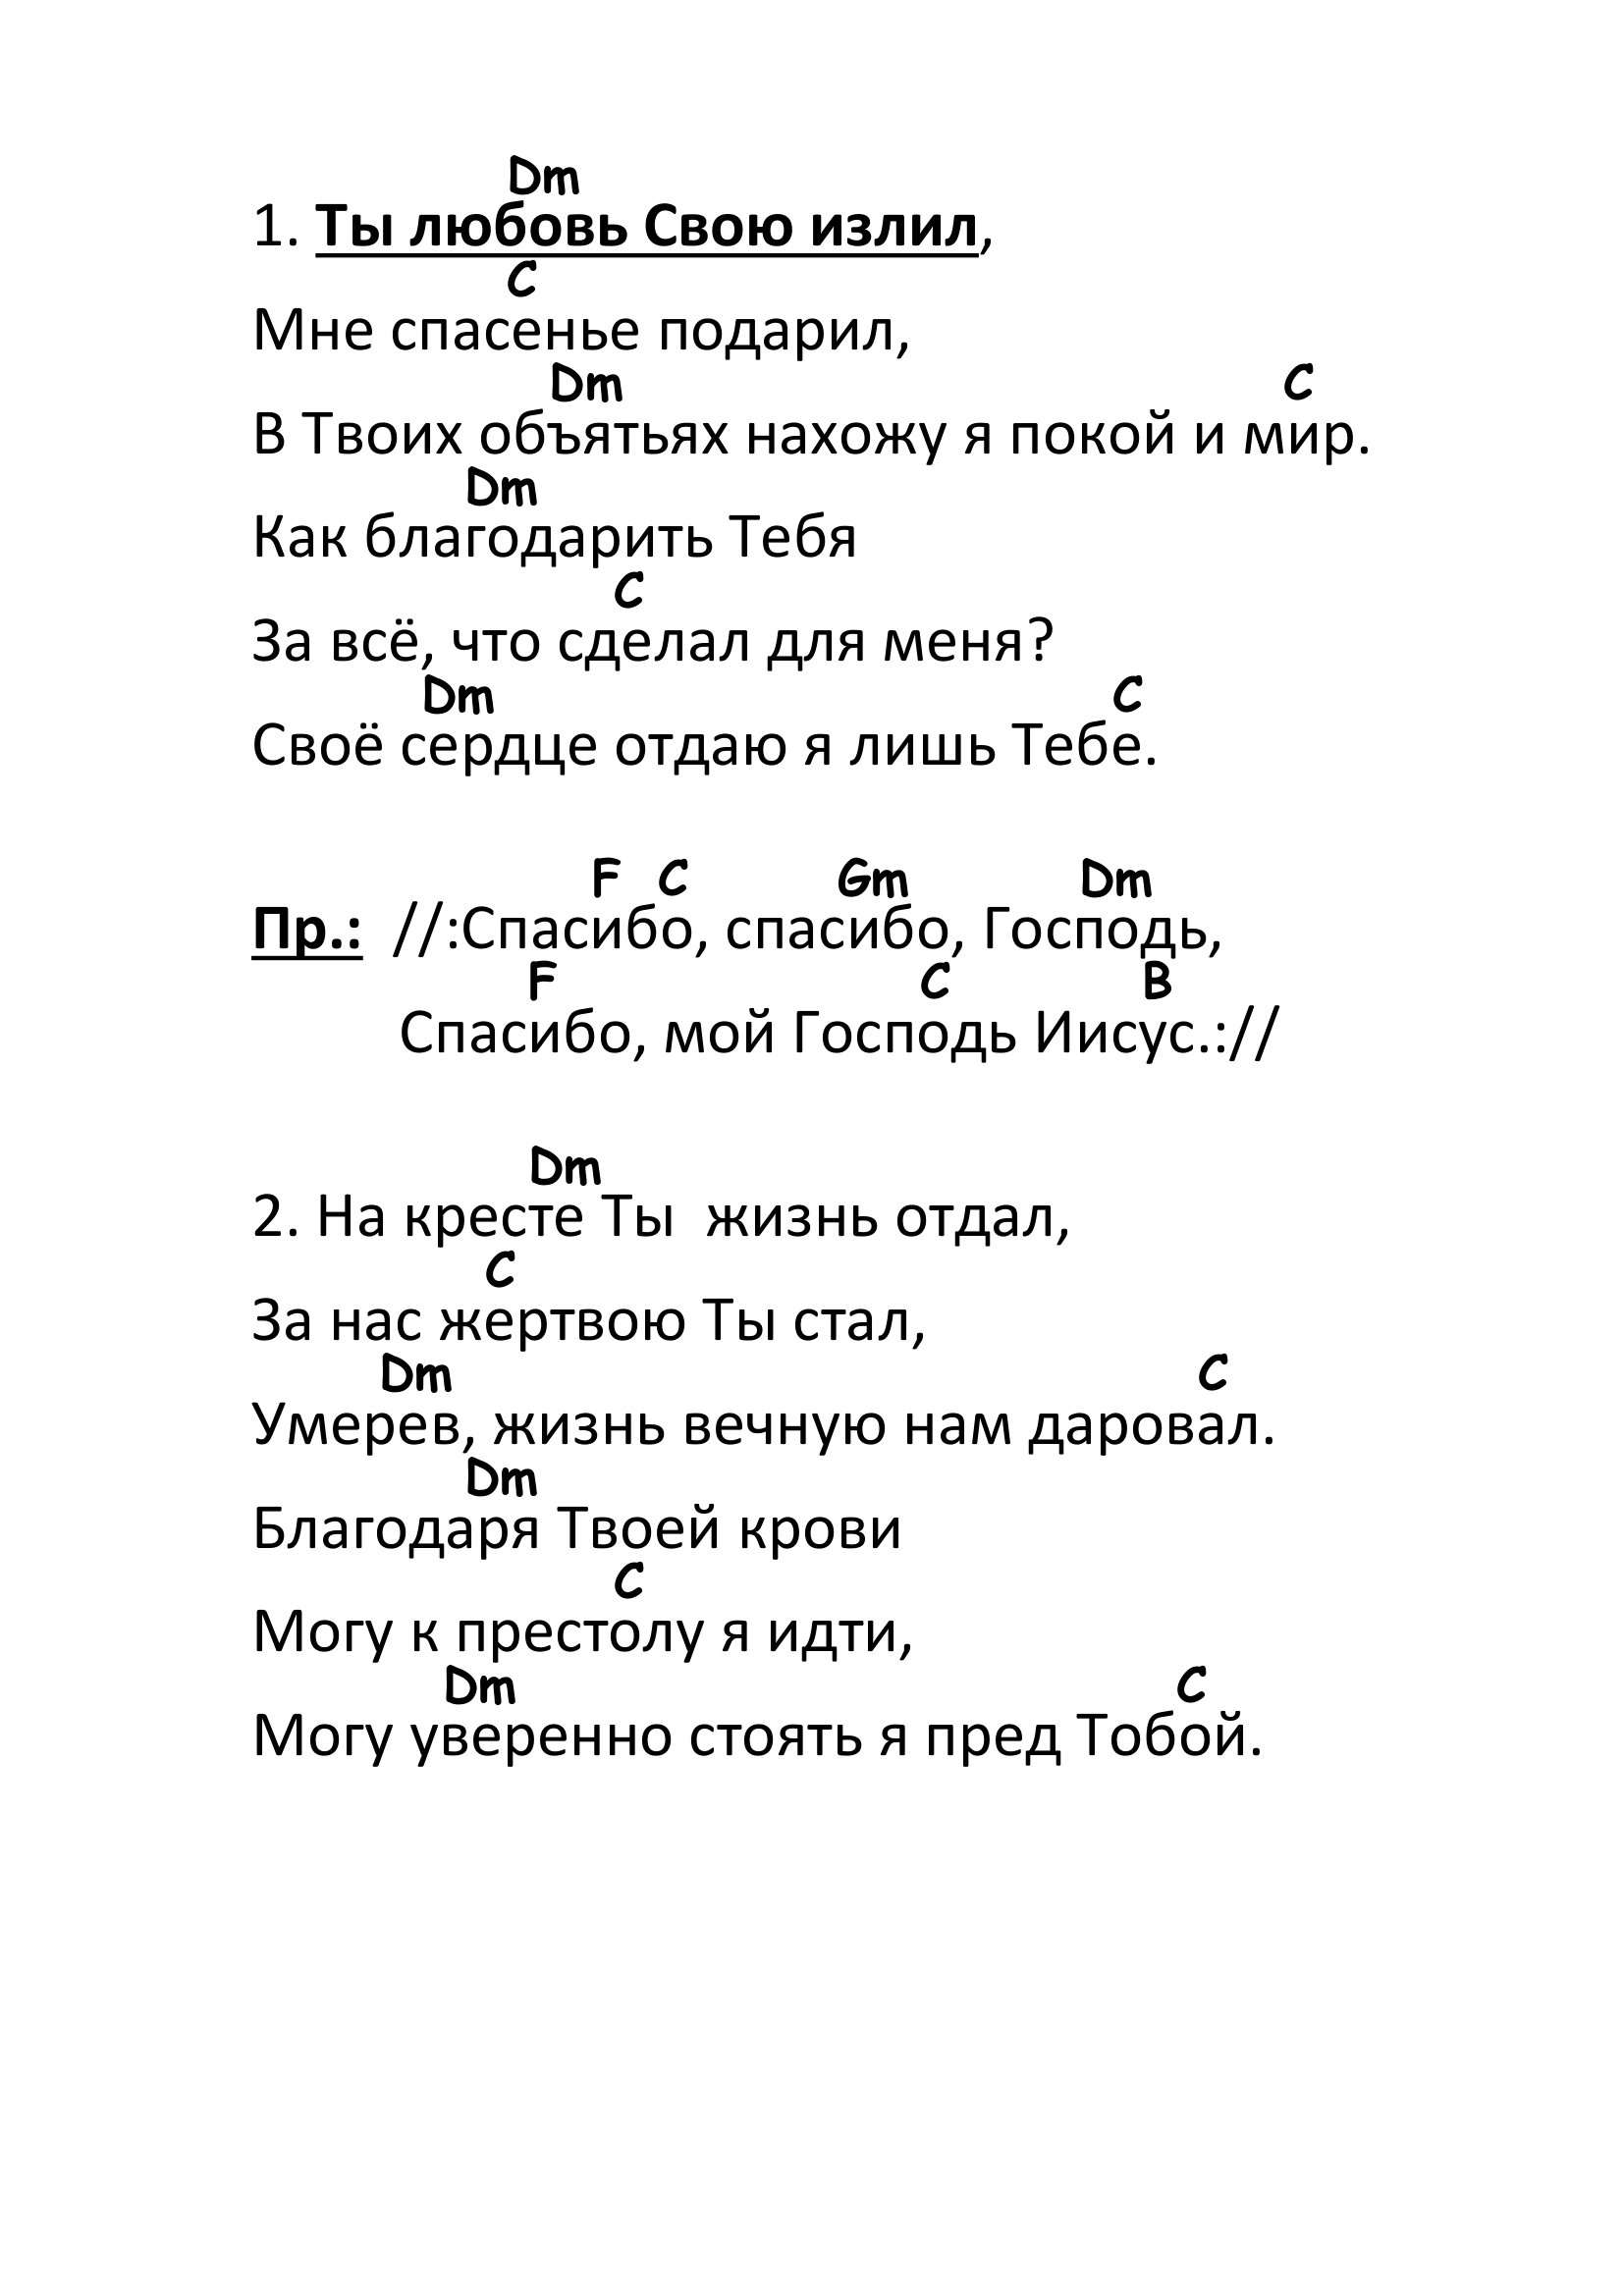 Dm
1. Ты любовь Свою излил,
C
Мне спасенье подарил,
Dm C
В Твоих объятьях нахожу я покой и мир.
Dm
Как благодарить Тебя
C
За всё, что сделал для меня?
Dm C
Своё сердце отдаю я лишь Тебе.
F C Gm Dm
Пр.: //:Спасибо, спасибо, Господь,
F C B
Спасибо, мой Господь Иисус.://
Dm
2. На кресте Ты  жизнь отдал,
C
За нас жертвою Ты стал,
Dm C
Умерев, жизнь вечную нам даровал.
Dm
Благодаря Твоей крови
C
Могу к престолу я идти,
Dm C
Могу уверенно стоять я пред Тобой.